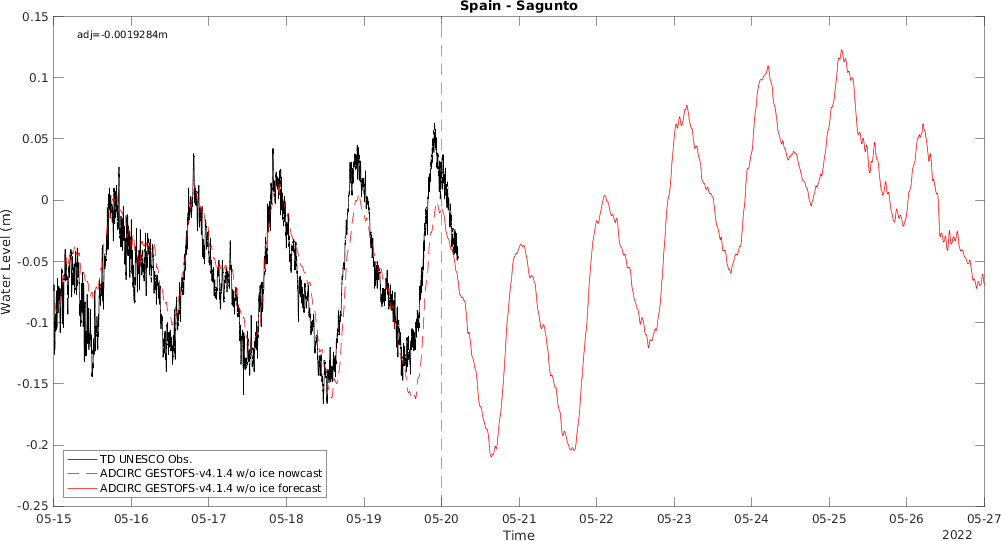 Spain - Sagunto
adj=-0.0019284m
0.15
0.1
0.05
0
-0.05
-0.1
-0.15
-0.2
-0.25
Water Level (m)
TD UNESCO Obs.
ADCIRC GESTOFS-v4.1.4 w/o ice nowcast
ADCIRC GESTOFS-v4.1.4 w/o ice forecast
05-15 05-16 05-17 05-18 05-19 05-20 05-21 05-22 05-23 05-24 05-25 05-26 05-27
Time
2022